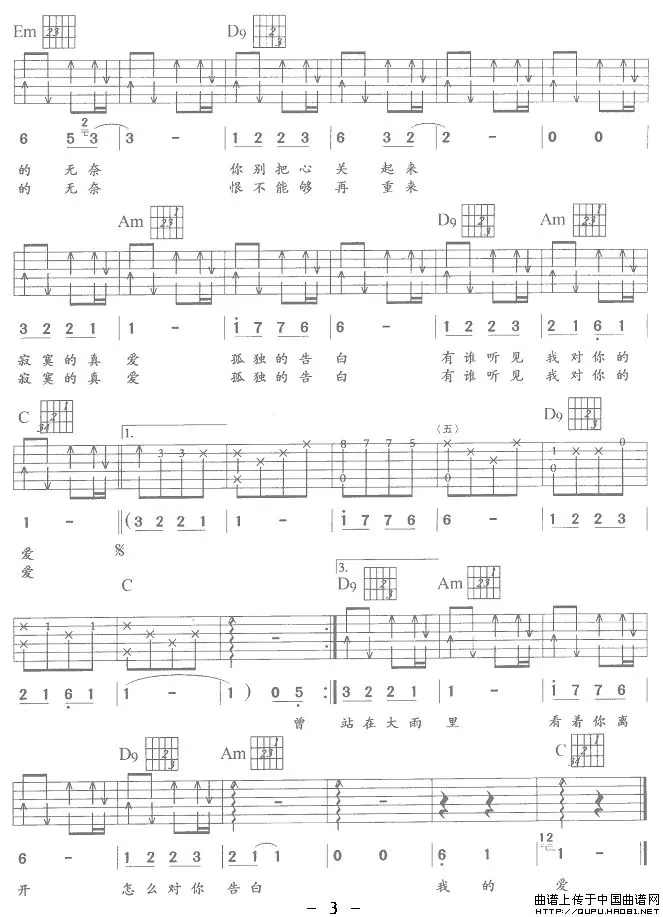 Em D9
2
6 5 3 3 - 1 2 2 3 6 3 2 2 - 0 0
的 无奈 你别把心 关 起来
的 无奈 恨不能够 再 重来
Am D9 Am
3 2 2 1 1 - i 7 7 6 6 - 1 2 2 3 2 1 6 1
寂寞的真 爱 孤独的告 白 有谁听见 我对你的
寂寞的真 爱 孤独的告 白 有谁听见 我对你的
C D9
1. 3 3 8 7 7 5 0 〈五〉 1 0 0
1 - (3 2 2 1 1 - i 7 7 6 6 - 1 2 2 3
爱
爱
C 3. D9 Am
1 1
2 1 6 1 1 - 1) 0 5 3 2 2 1 1 - i 7 7 6
曾 站在大雨 里 看着你离
D9 Am C
6 - 1 2 2 3 2 1 1 0 0 6 1 12 1 -
开 怎么对你 告白 我 的 爱
- 3 -
曲谱上传于中国曲谱网
HTTP://QUPU.HAO81.NET